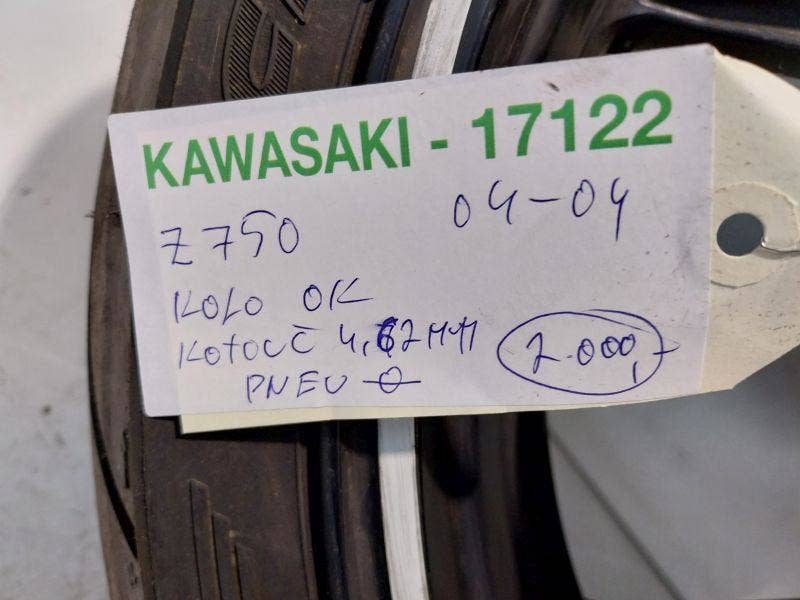 KAWASAKI - 17122
Z750 04-04
KOLO OK
KOTOUČ 4,62MM
PNEU 0
2.000,-